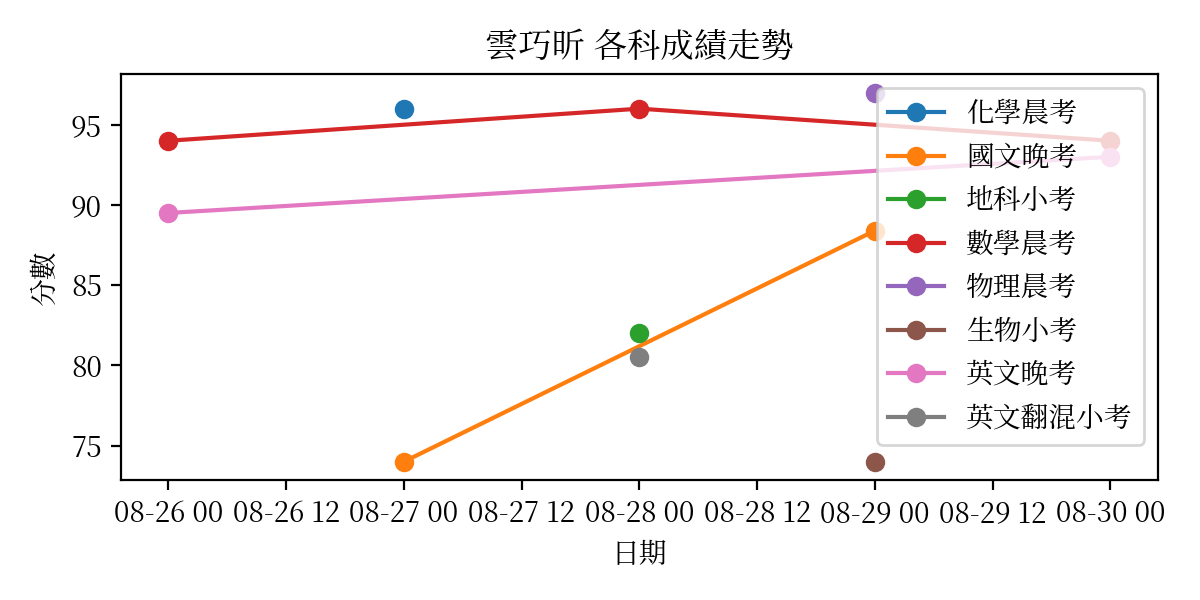 雲巧昕 各科成績走勢
分數
95
90
85
80
75
化學晨考
國文晚考
地科小考
數學晨考
物理晨考
生物小考
英文晚考
英文翻混小考
08-26 00 08-26 12 08-27 00 08-27 12 08-28 00 08-28 12 08-29 00 08-29 12 08-30 00
日期